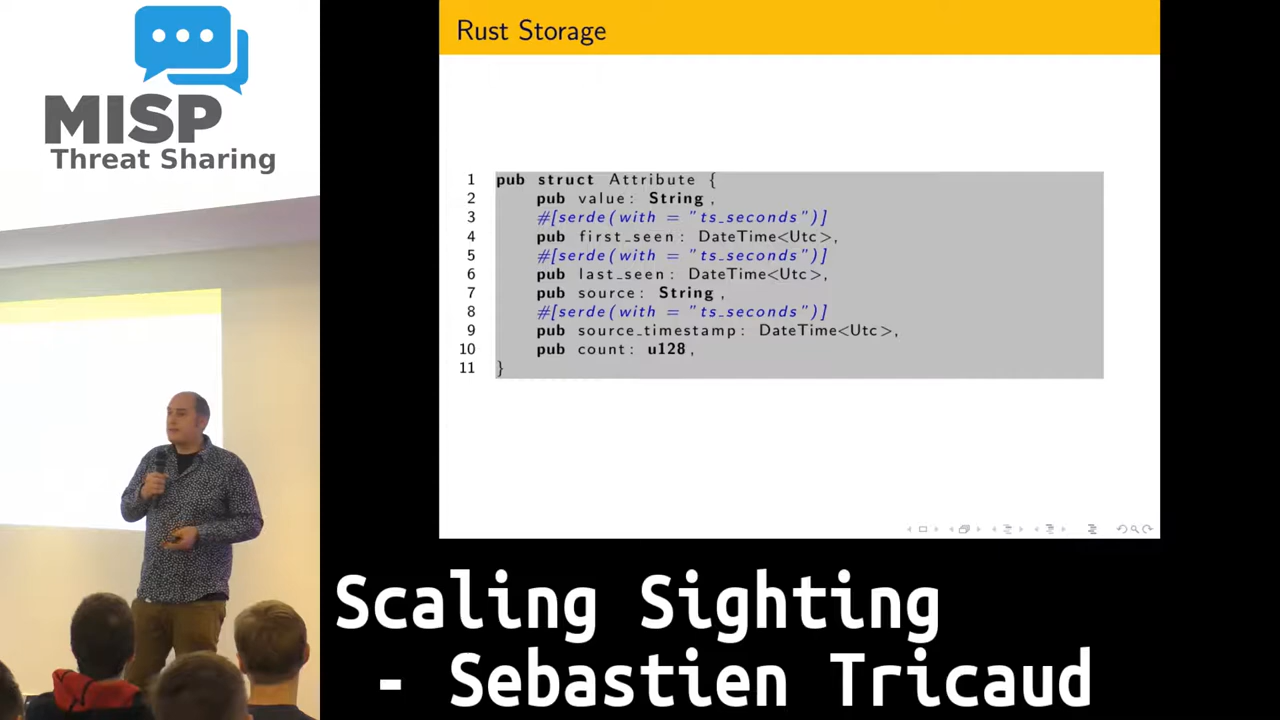 MISP
Threat Sharing
Rust Storage
1 pub struct Attribute {
2 pub value: String,
3 #[serde(with = "ts_seconds")]
4 pub first_seen: DateTime<Utc>,
5 #[serde(with = "ts_seconds")]
6 pub last_seen: DateTime<Utc>,
7 pub source: String,
8 #[serde(with = "ts_seconds")]
9 pub source_timestamp: DateTime<Utc>,
10 pub count: u128,
11 }
Scaling Sighting
- Sebastien Tricaud